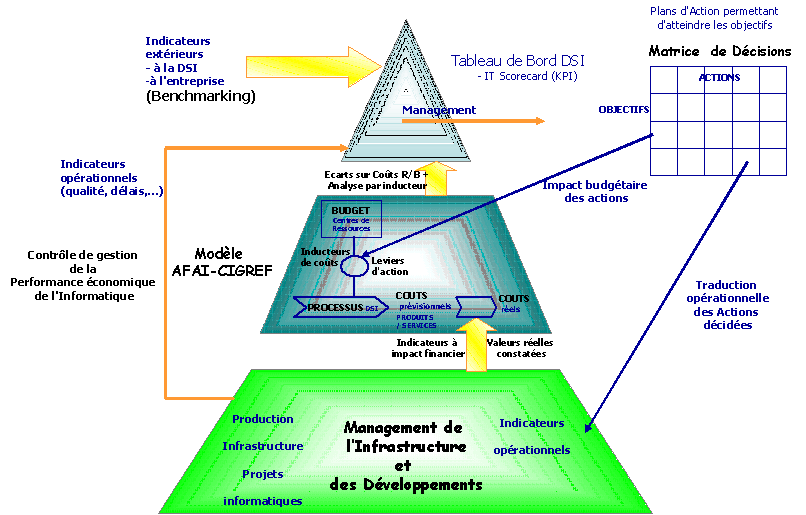 Plans d'Action permettant
d'atteindre les objectifs
Matrice de Décisions
ACTIONS
OBJECTIFS
Indicateurs
extérieurs
- à la DSI
-à l'entreprise
(Benchmarking)
Tableau de Bord DSI
- IT Scorecard (KPI)
Management
Indicateurs
opérationnels
(qualité, délais,...)
Ecarts sur Coûts R/B +
Analyse par inducteur
Impact budgétaire
des actions
BUDGET
Centres de
Ressources
Inducteurs
de coûts
Leviers
d'action
Modèle
AFAI-CIGREF
Contrôle de gestion
de la
Performance économique
de l'Informatique
PROCESSUS DSI
COUTS
prévisionnels
PRODUITS
/ SERVICES
COUTS
réels
Traduction
opérationnelle
des Actions
décidées
Indicateurs à
impact financier
Valeurs réelles
constatées
Production
Infrastructure
Projets
informatiques
Management de
l'Infrastructure
et
des Développements
Indicateurs
opérationnels